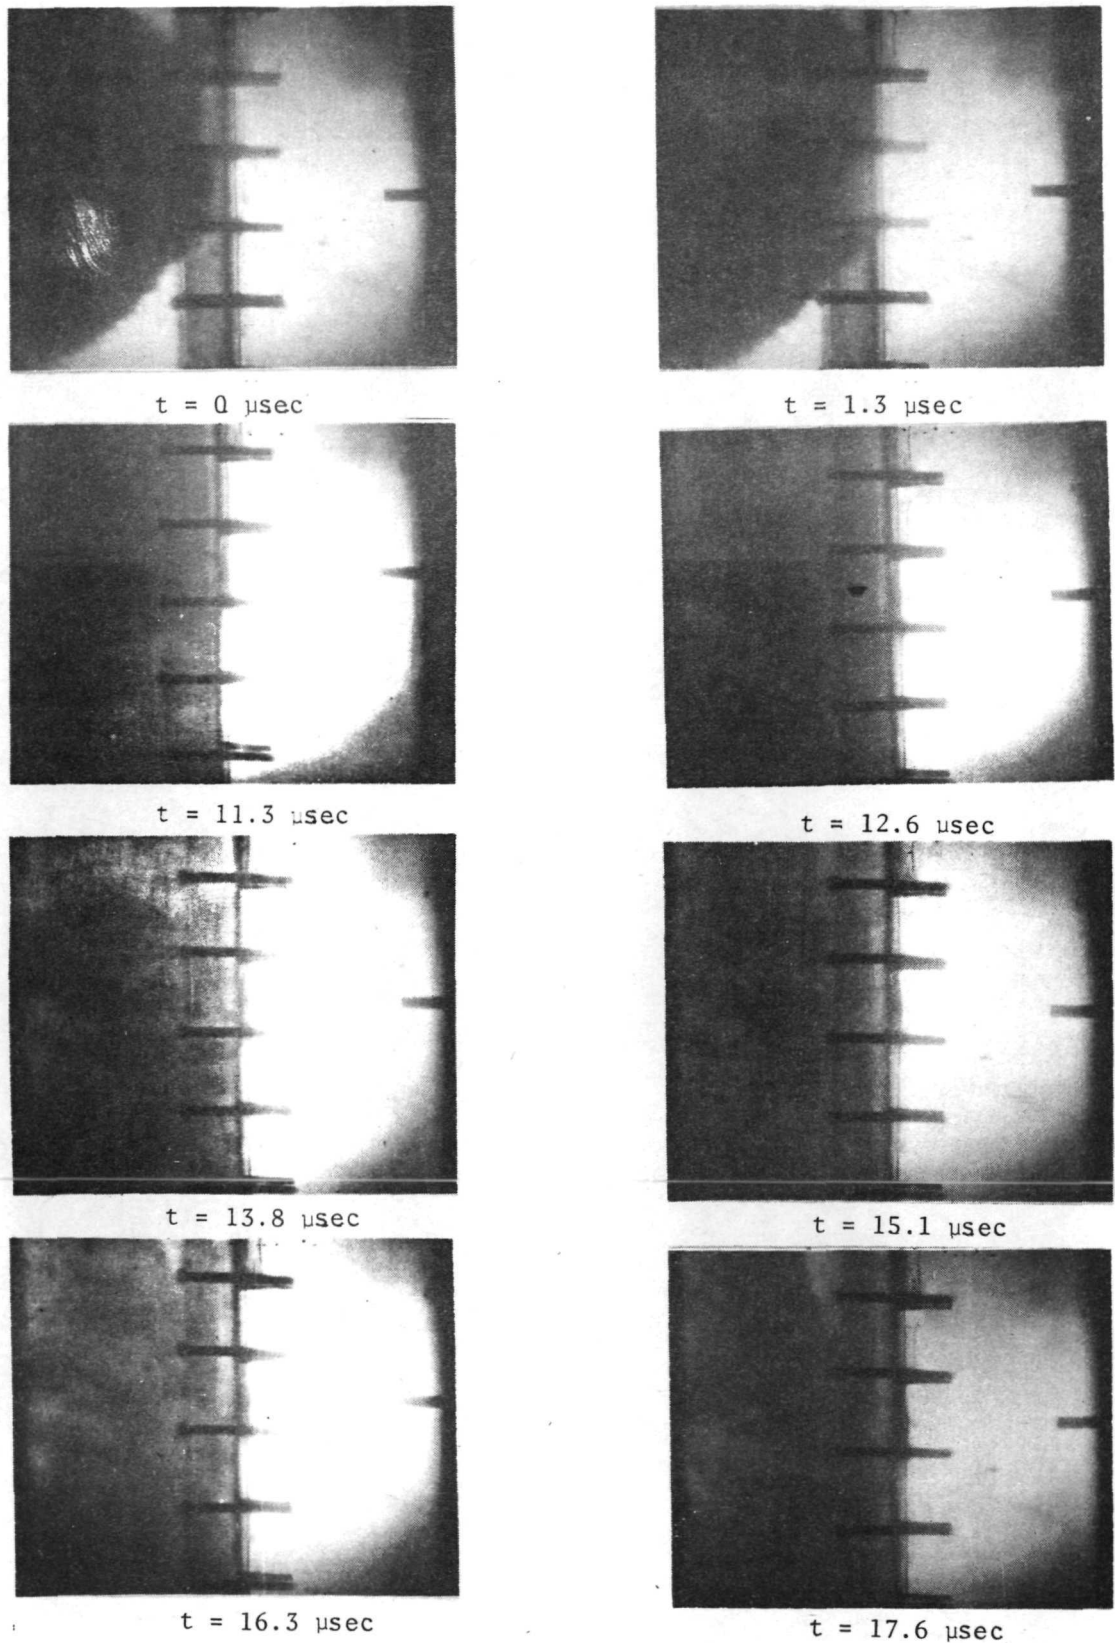 t = 0 μsec
t = 1.3 μsec
t = 11.3 μsec
t = 12.6 μsec
t = 13.8 μsec
t = 15.1 μsec
t = 16.3 μsec
t = 17.6 μsec